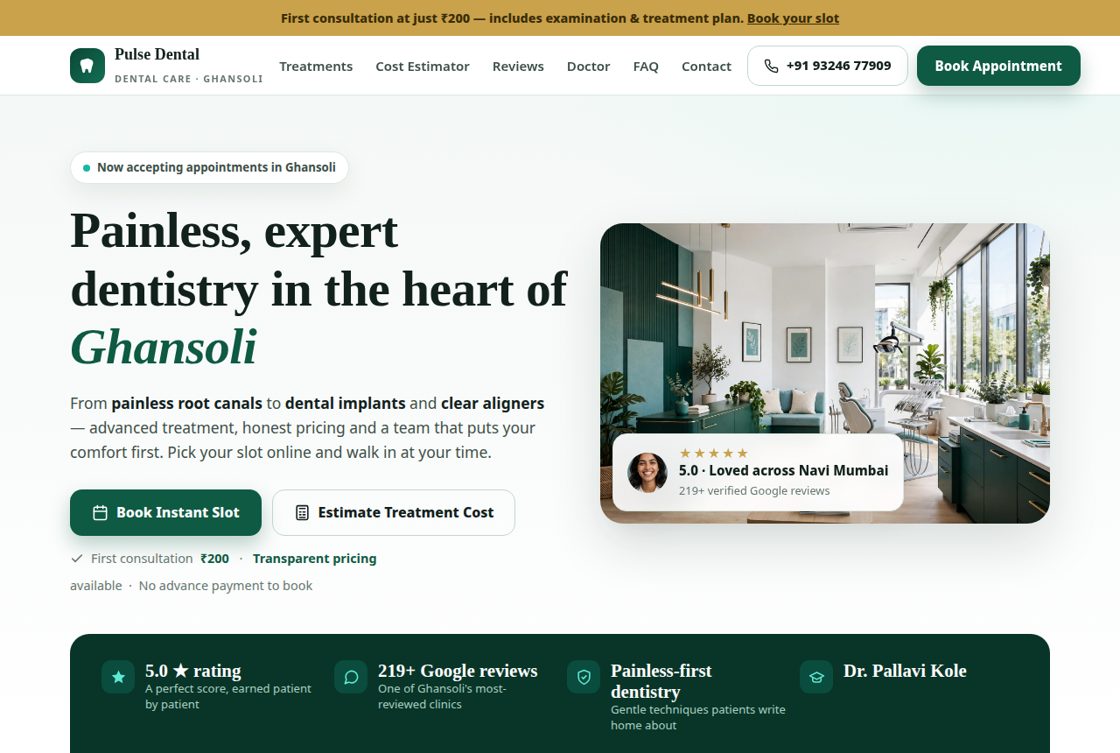 First consultation at just ₹200 — includes examination & treatment plan. Book your slot
Pulse Dental
DENTAL CARE · GHANSOLI
Treatments
Cost Estimator
Reviews
Doctor
FAQ
Contact
+91 93246 77909
Book Appointment
Now accepting appointments in Ghansoli
Painless, expert
dentistry in the heart of
Ghansoli
From painless root canals to dental implants and clear aligners
— advanced treatment, honest pricing and a team that puts your
comfort first. Pick your slot online and walk in at your time.
★★★★★
5.0 · Loved across Navi Mumbai
219+ verified Google reviews
Book Instant Slot
Estimate Treatment Cost
First consultation ₹200 · Transparent pricing
available · No advance payment to book
5.0 ★ rating
A perfect score, earned patient
by patient
219+ Google reviews
One of Ghansoli's most-
reviewed clinics
Painless-first
dentistry
Gentle techniques patients write
home about
Dr. Pallavi Kole